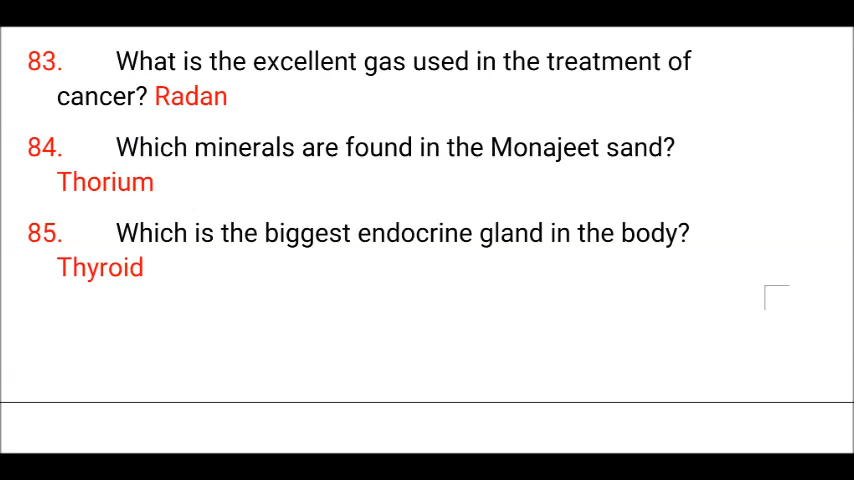 83. What is the excellent gas used in the treatment of
cancer? Radan
84. Which minerals are found in the Monajeet sand?
Thorium
85. Which is the biggest endocrine gland in the body?
Thyroid